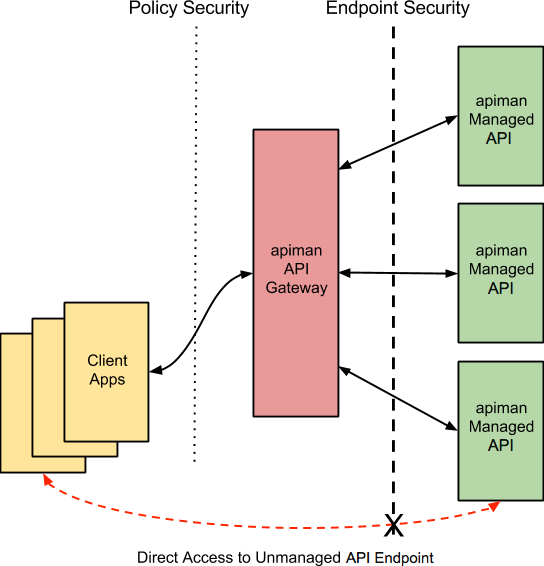 Policy Security
Endpoint Security
apiman
Managed
API
apiman
API
Gateway
apiman
Managed
API
Client
Apps
apiman
Managed
API
X
Direct Access to Unmanaged API Endpoint